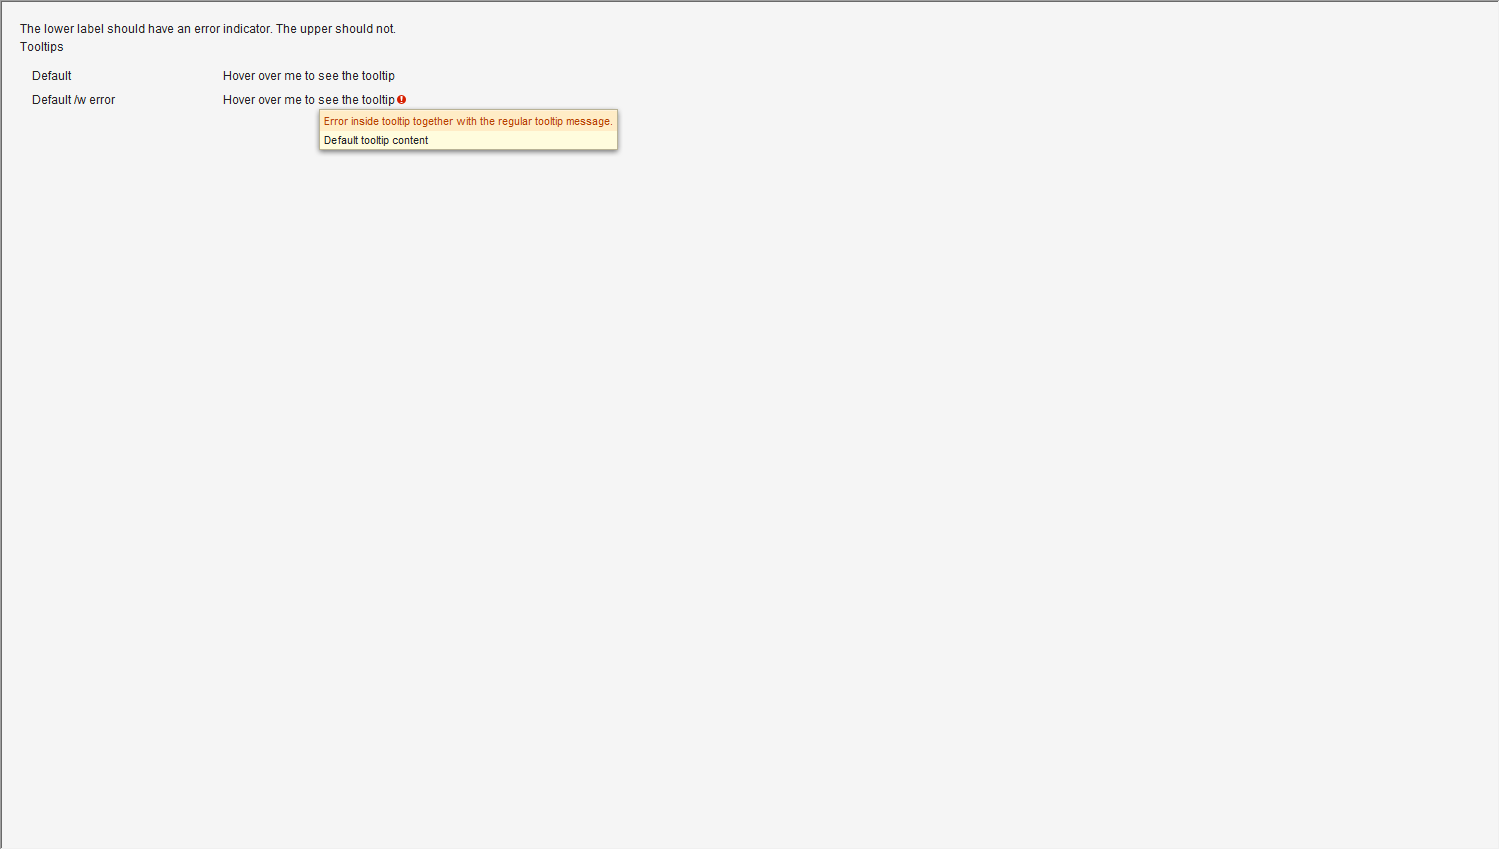 The lower label should have an error indicator. The upper should not.
Tooltips
Default Hover over me to see the tooltip
Default /w error Hover over me to see the tooltip
Error inside tooltip together with the regular tooltip message.
Default tooltip content